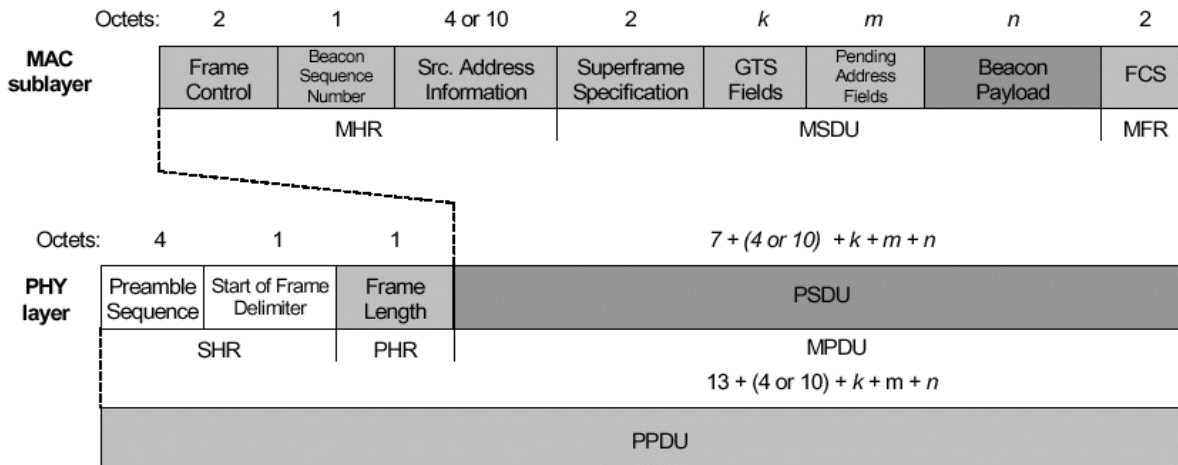 Octets: 2 1 4 or 10 2 k m n 2
MAC
sublayer
Frame
Control
Beacon
Sequence
Number
Src. Address
Information
Superframe
Specification
GTS
Fields
Pending
Address
Fields
Beacon
Payload
FCS
MHR MSDU MFR
Octets: 4 1 1 7 + (4 or 10) + k + m + n
PHY
layer
Preamble
Sequence
Start of Frame
Delimiter
Frame
Length
PSDU
SHR PHR MPDU
13 + (4 or 10) + k + m + n
PPDU